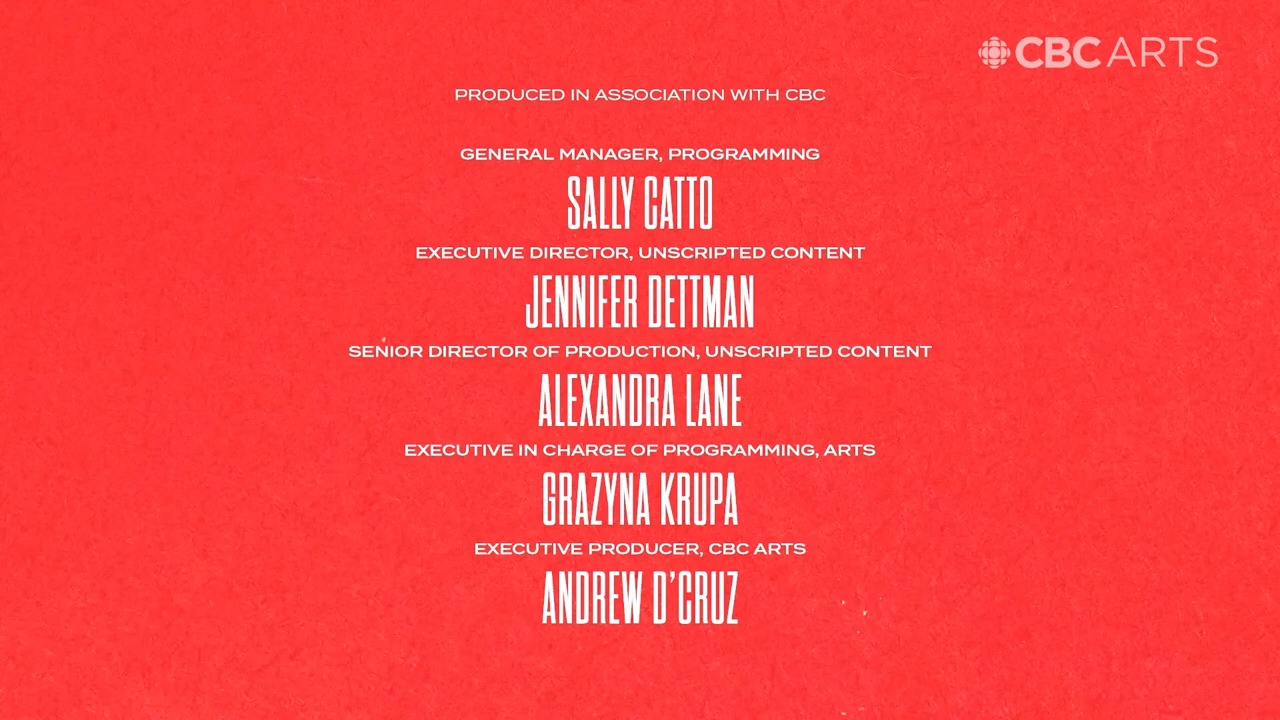 CBC ARTS
PRODUCED IN ASSOCIATION WITH CBC
GENERAL MANAGER, PROGRAMMING
SALLY CATTO
EXECUTIVE DIRECTOR, UNSCRIPTED CONTENT
JENNIFER DETTMAN
SENIOR DIRECTOR OF PRODUCTION, UNSCRIPTED CONTENT
ALEXANDRA LANE
EXECUTIVE IN CHARGE OF PROGRAMMING, ARTS
GRAZYNA KRUPA
EXECUTIVE PRODUCER, CBC ARTS
ANDREW D'CRUZ